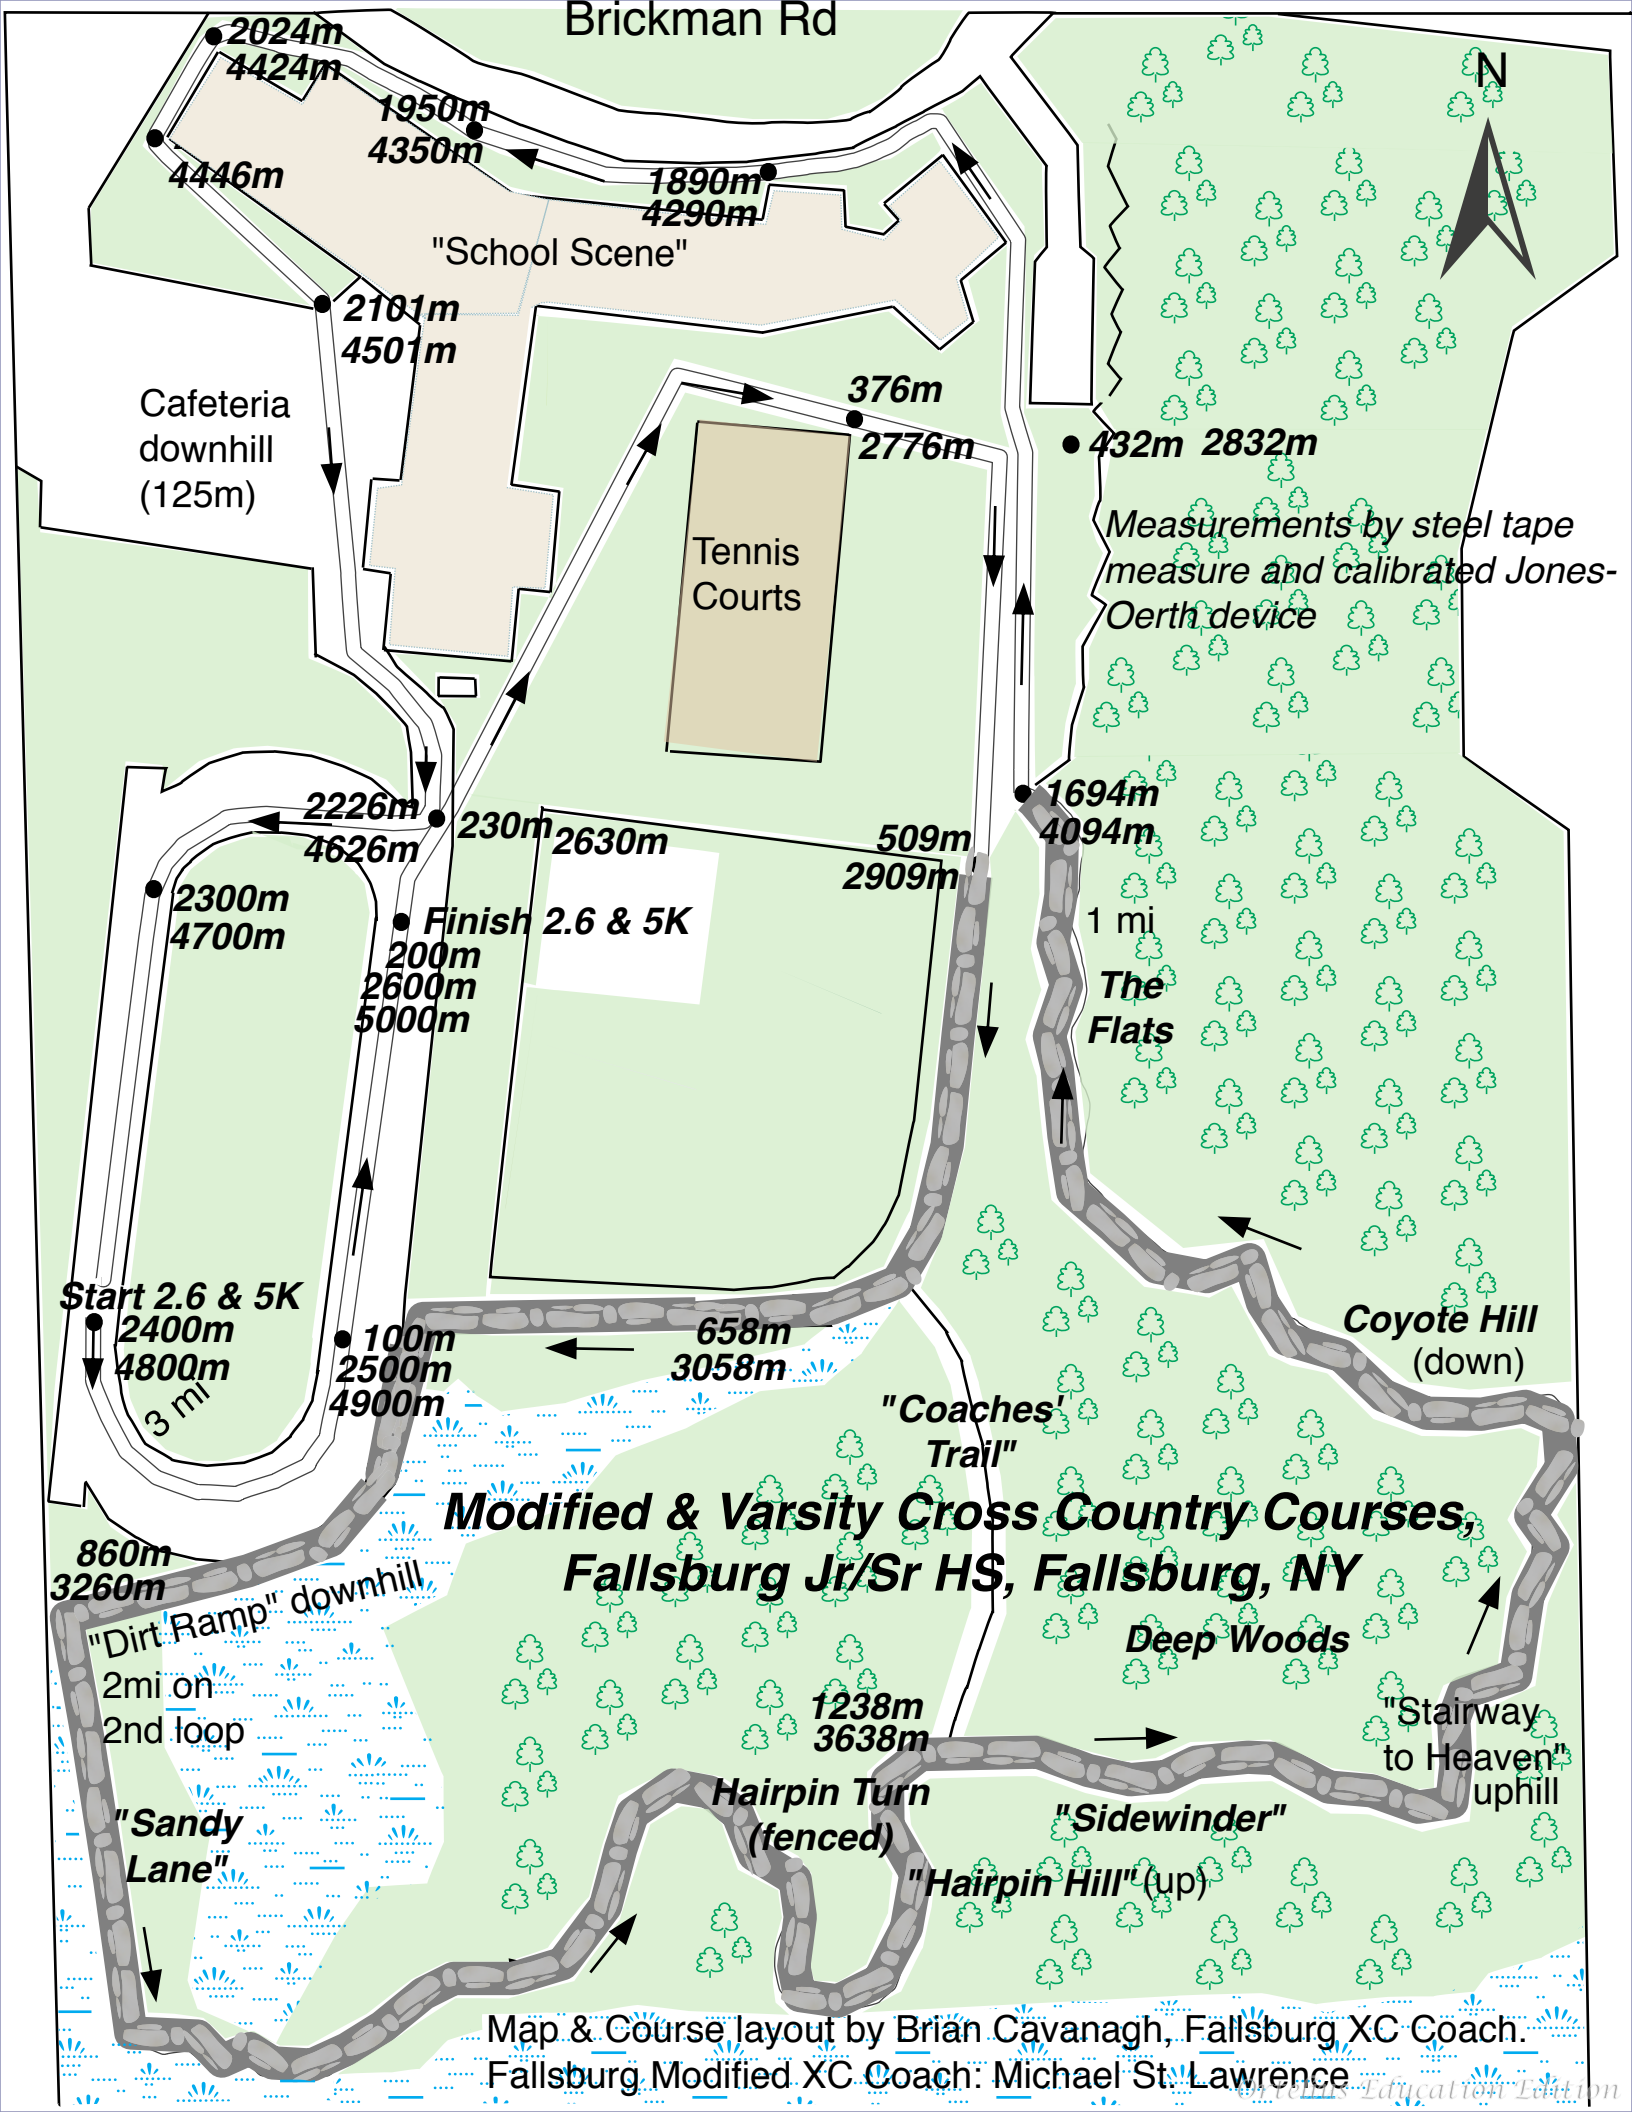 Brickman Rd
2024m
4424m
N
1950m
4350m
4446m
1890m
4290m
"School Scene"
2101m
4501m
Cafeteria
downhill
(125m)
376m
2776m
432m 2832m
Measurements by steel tape
measure and calibrated Jones-
Oerth device
Tennis
Courts
2226m
4626m
230m
2630m
509m
2909m
1694m
4094m
2300m
4700m
Finish 2.6 & 5K
200m
2600m
5000m
1 mi
The
Flats
Start 2.6 & 5K
2400m
4800m
3 mi
100m
2500m
4900m
658m
3058m
Coyote Hill
(down)
"Coaches'
Trail"
Modified & Varsity Cross Country Courses,
Fallsburg Jr/Sr HS, Fallsburg, NY
860m
3260m
"Dirt Ramp" downhill
2mi on
2nd loop
Deep Woods
1238m
3638m
"Stairway
to Heaven"
uphill
Hairpin Turn
(fenced)
"Sidewinder"
"Sandy
Lane"
"Hairpin Hill" (up)
Map & Course layout by Brian Cavanagh, Fallsburg XC Coach.
Fallsburg Modified XC Coach: Michael St. Lawrence
Ortelius Education Edition